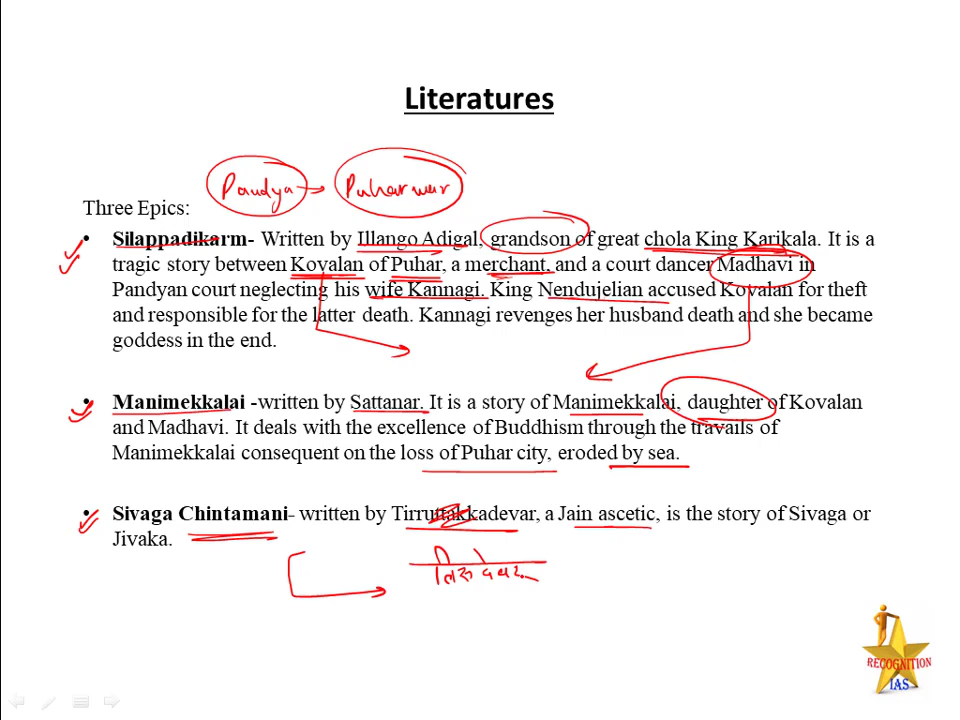 Literatures
Pandya → Puharwar
Three Epics:
• Silappadikarm- Written by Illango Adigal, grandson of great chola King Karikala. It is a
tragic story between Kovalan of Puhar, a merchant. and a court dancer Madhavi in
Pandyan court neglecting his wife Kannagi. King Nendujelian accused Kovalan for theft
and responsible for the latter death. Kannagi revenges her husband death and she became
goddess in the end.
• Manimekkalai -written by Sattanar. It is a story of Manimekkalai, daughter of Kovalan
and Madhavi. It deals with the excellence of Buddhism through the travails of
Manimekkalai consequent on the loss of Puhar city, eroded by sea.
• Sivaga Chintamani- written by Tirruttakkadevar, a Jain ascetic, is the story of Sivaga or
Jivaka.
RECOGNITION
IAS